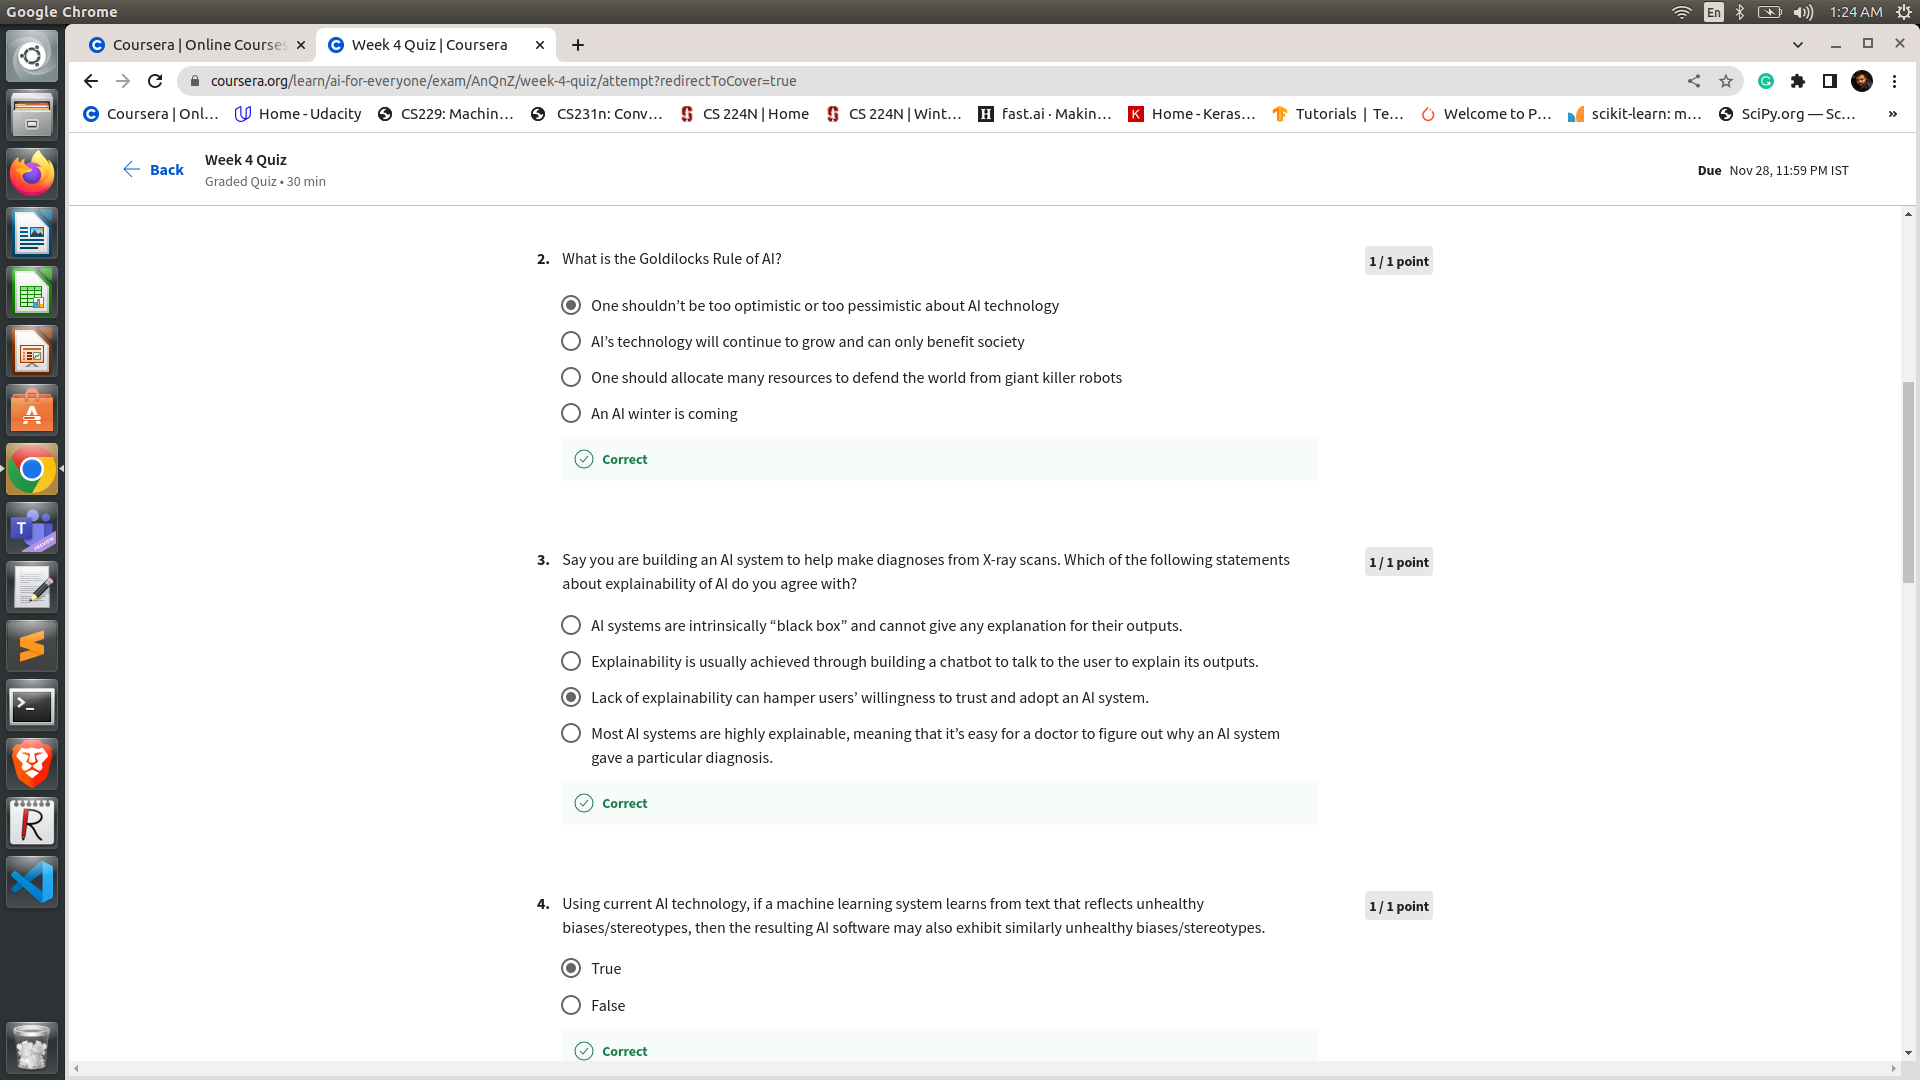 Google Chrome
En
1:24 AM
Coursera | Online Courses
Week 4 Quiz | Coursera
coursera.org/learn/ai-for-everyone/exam/AnQnZ/week-4-quiz/attempt?redirectToCover=true
Coursera | Onl...
Home - Udacity
CS229: Machin...
CS231n: Conv...
CS 224N | Home
CS 224N | Wint...
fast.ai · Makin...
Home - Keras...
Tutorials | Te...
Welcome to P...
scikit-learn: m...
SciPy.org — Sc...
»
Back
Week 4 Quiz
Graded Quiz • 30 min
Due Nov 28, 11:59 PM IST
2. What is the Goldilocks Rule of AI?
1 / 1 point
One shouldn’t be too optimistic or too pessimistic about AI technology
AI’s technology will continue to grow and can only benefit society
One should allocate many resources to defend the world from giant killer robots
An AI winter is coming
Correct
3. Say you are building an AI system to help make diagnoses from X-ray scans. Which of the following statements
about explainability of AI do you agree with?
1 / 1 point
AI systems are intrinsically “black box” and cannot give any explanation for their outputs.
Explainability is usually achieved through building a chatbot to talk to the user to explain its outputs.
Lack of explainability can hamper users’ willingness to trust and adopt an AI system.
Most AI systems are highly explainable, meaning that it’s easy for a doctor to figure out why an AI system
gave a particular diagnosis.
Correct
4. Using current AI technology, if a machine learning system learns from text that reflects unhealthy
biases/stereotypes, then the resulting AI software may also exhibit similarly unhealthy biases/stereotypes.
1 / 1 point
True
False
Correct